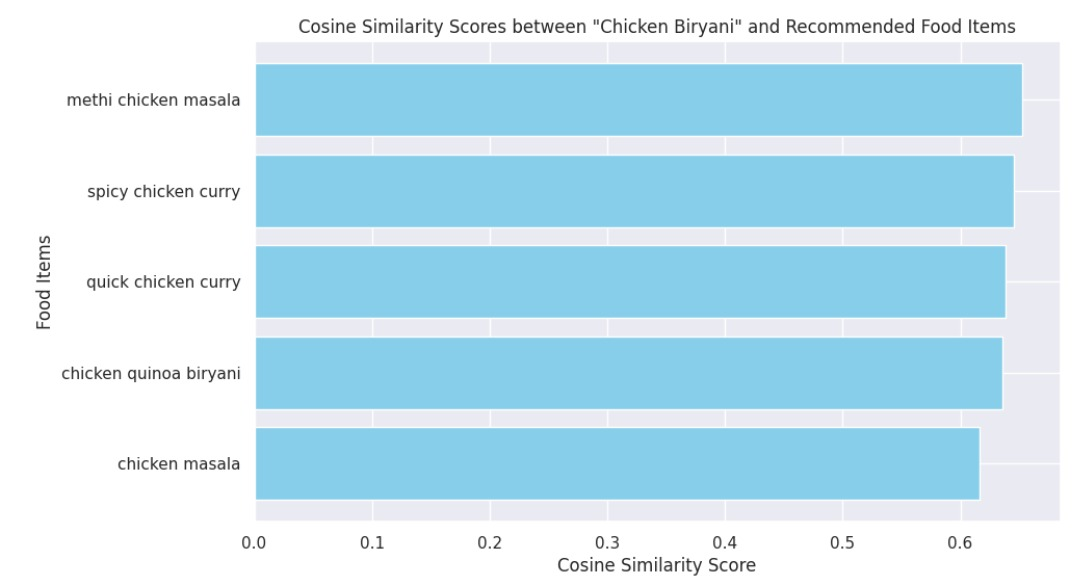 Cosine Similarity Scores between "Chicken Biryani" and Recommended Food Items
methi chicken masala
spicy chicken curry
quick chicken curry
chicken quinoa biryani
chicken masala
Food Items
0.0 0.1 0.2 0.3 0.4 0.5 0.6
Cosine Similarity Score